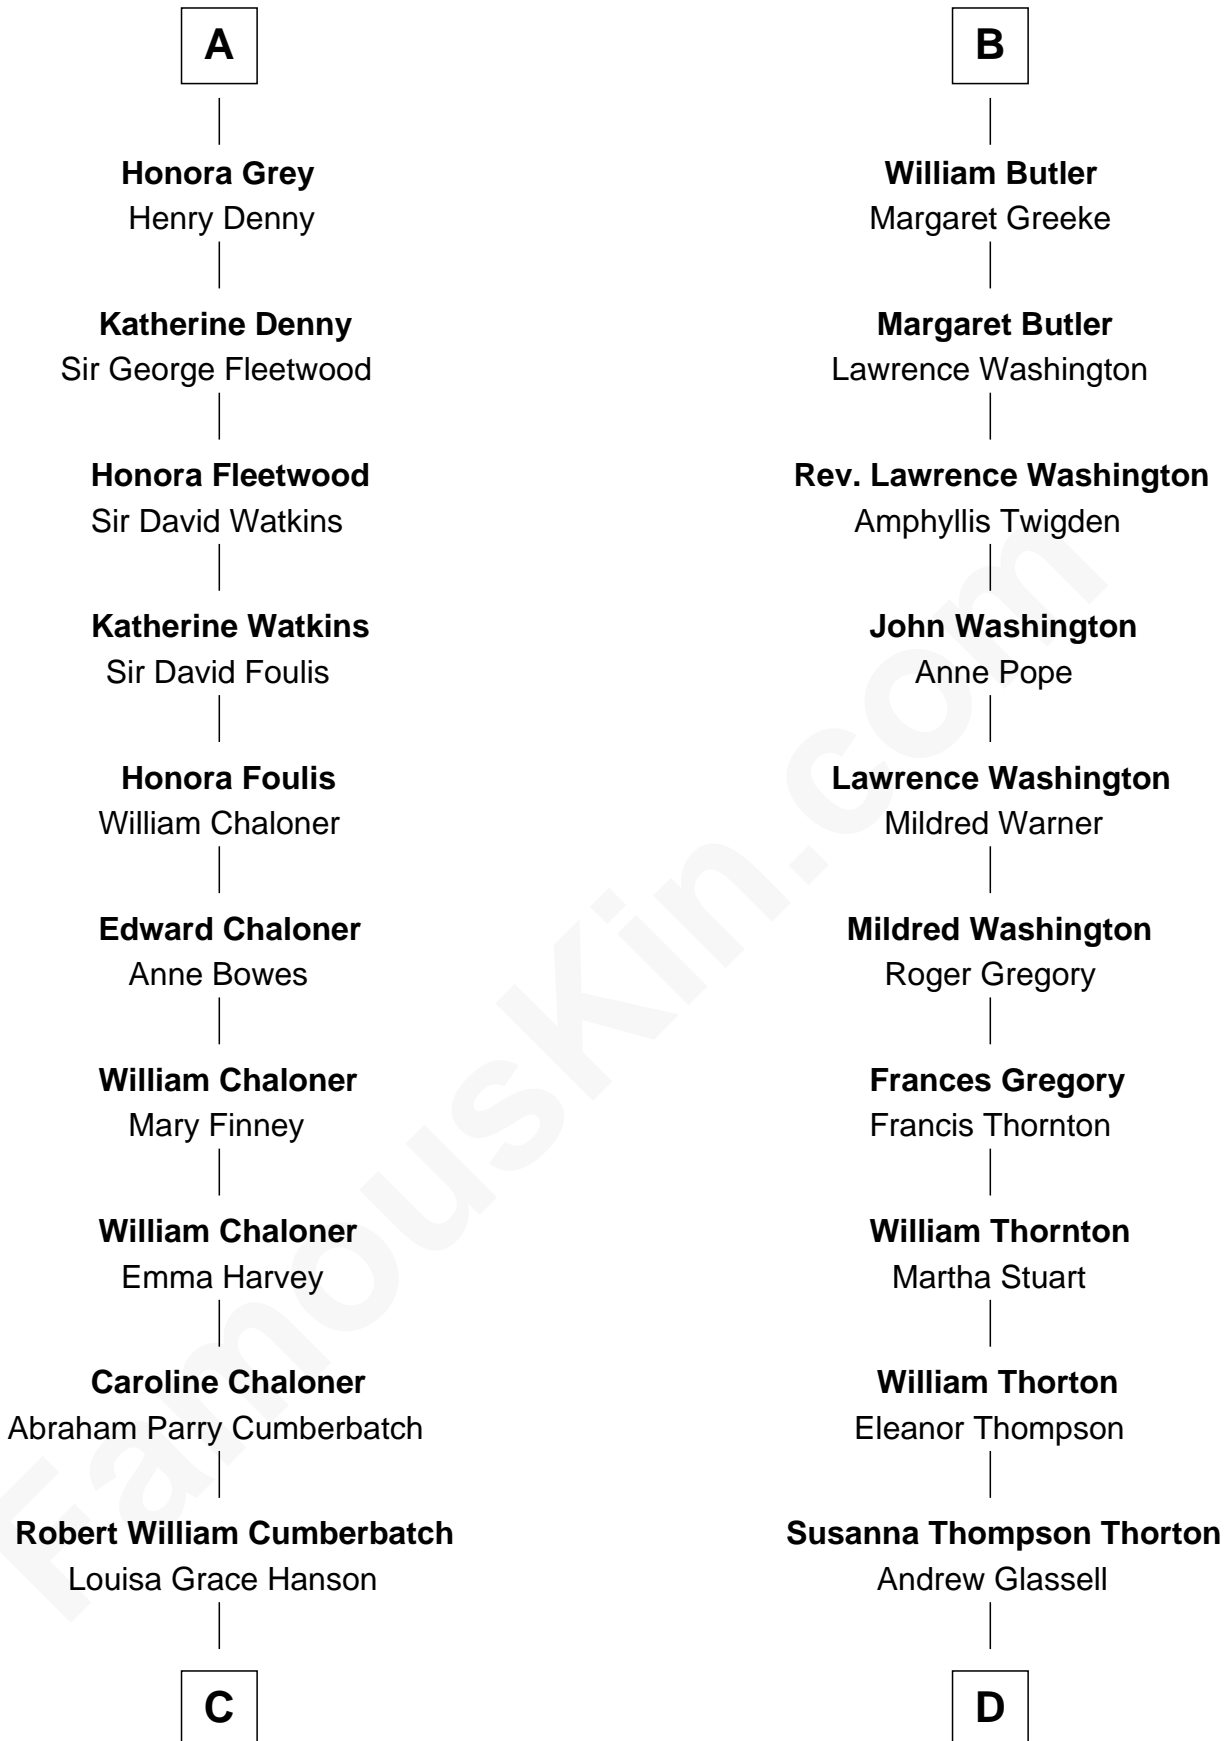 A
Honora Grey
Henry Denny
Katherine Denny
Sir George Fleetwood
Honora Fleetwood
Sir David Watkins
Katherine Watkins
Sir David Foulis
Honora Foulis
William Chaloner
Edward Chaloner
Anne Bowes
William Chaloner
Mary Finney
William Chaloner
Emma Harvey
Caroline Chaloner
Abraham Parry Cumberbatch
Robert William Cumberbatch
Louisa Grace Hanson
C
B
William Butler
Margaret Greeke
Margaret Butler
Lawrence Washington
Rev. Lawrence Washington
Amphyllis Twigden
John Washington
Anne Pope
Lawrence Washington
Mildred Warner
Mildred Washington
Roger Gregory
Frances Gregory
Francis Thornton
William Thornton
Martha Stuart
William Thorton
Eleanor Thompson
Susanna Thompson Thorton
Andrew Glassell
D
FamousKin.com